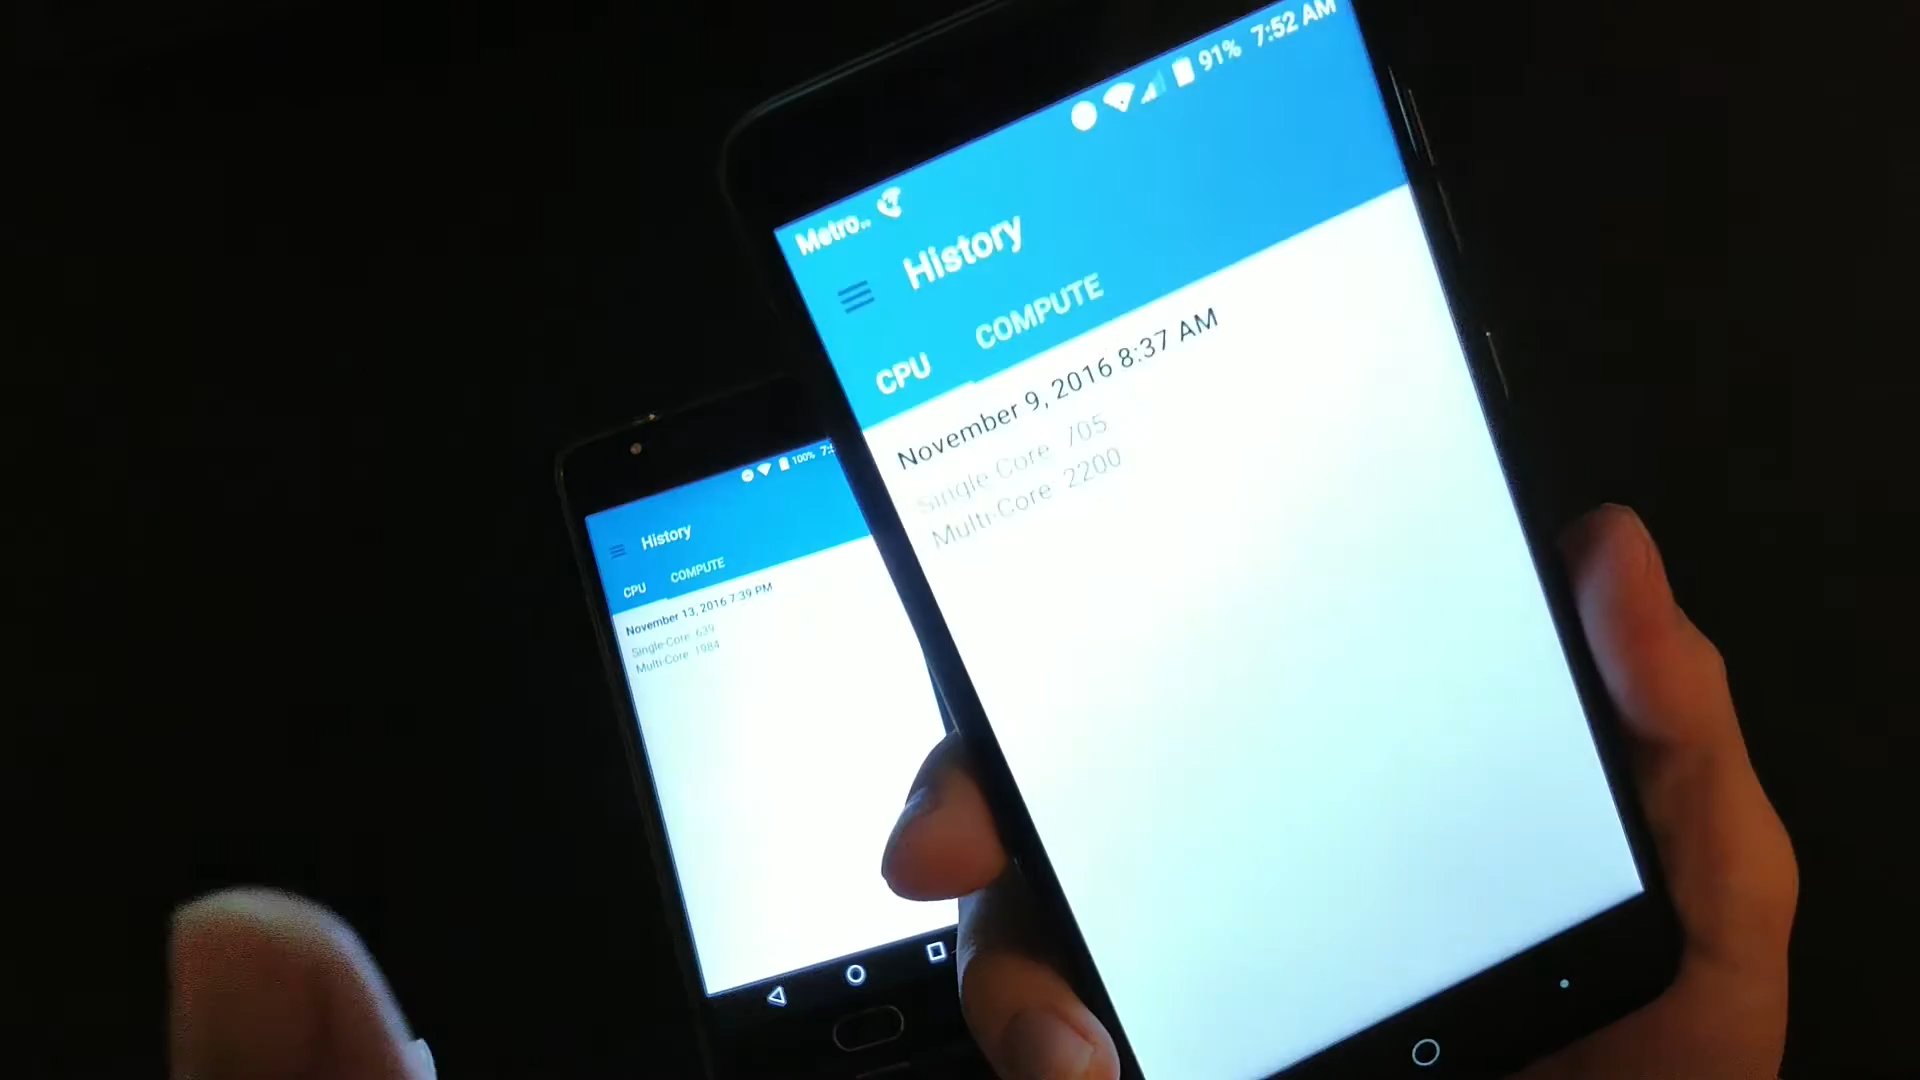 91% 7:52 AM
Metro..
History
CPU COMPUTE
November 9, 2016 8:37 AM
Single-Core 705
Multi-Core 2200
100%
History
CPU COMPUTE
November 13, 2016 7:39 PM
Single-Core 639
Multi-Core 1984